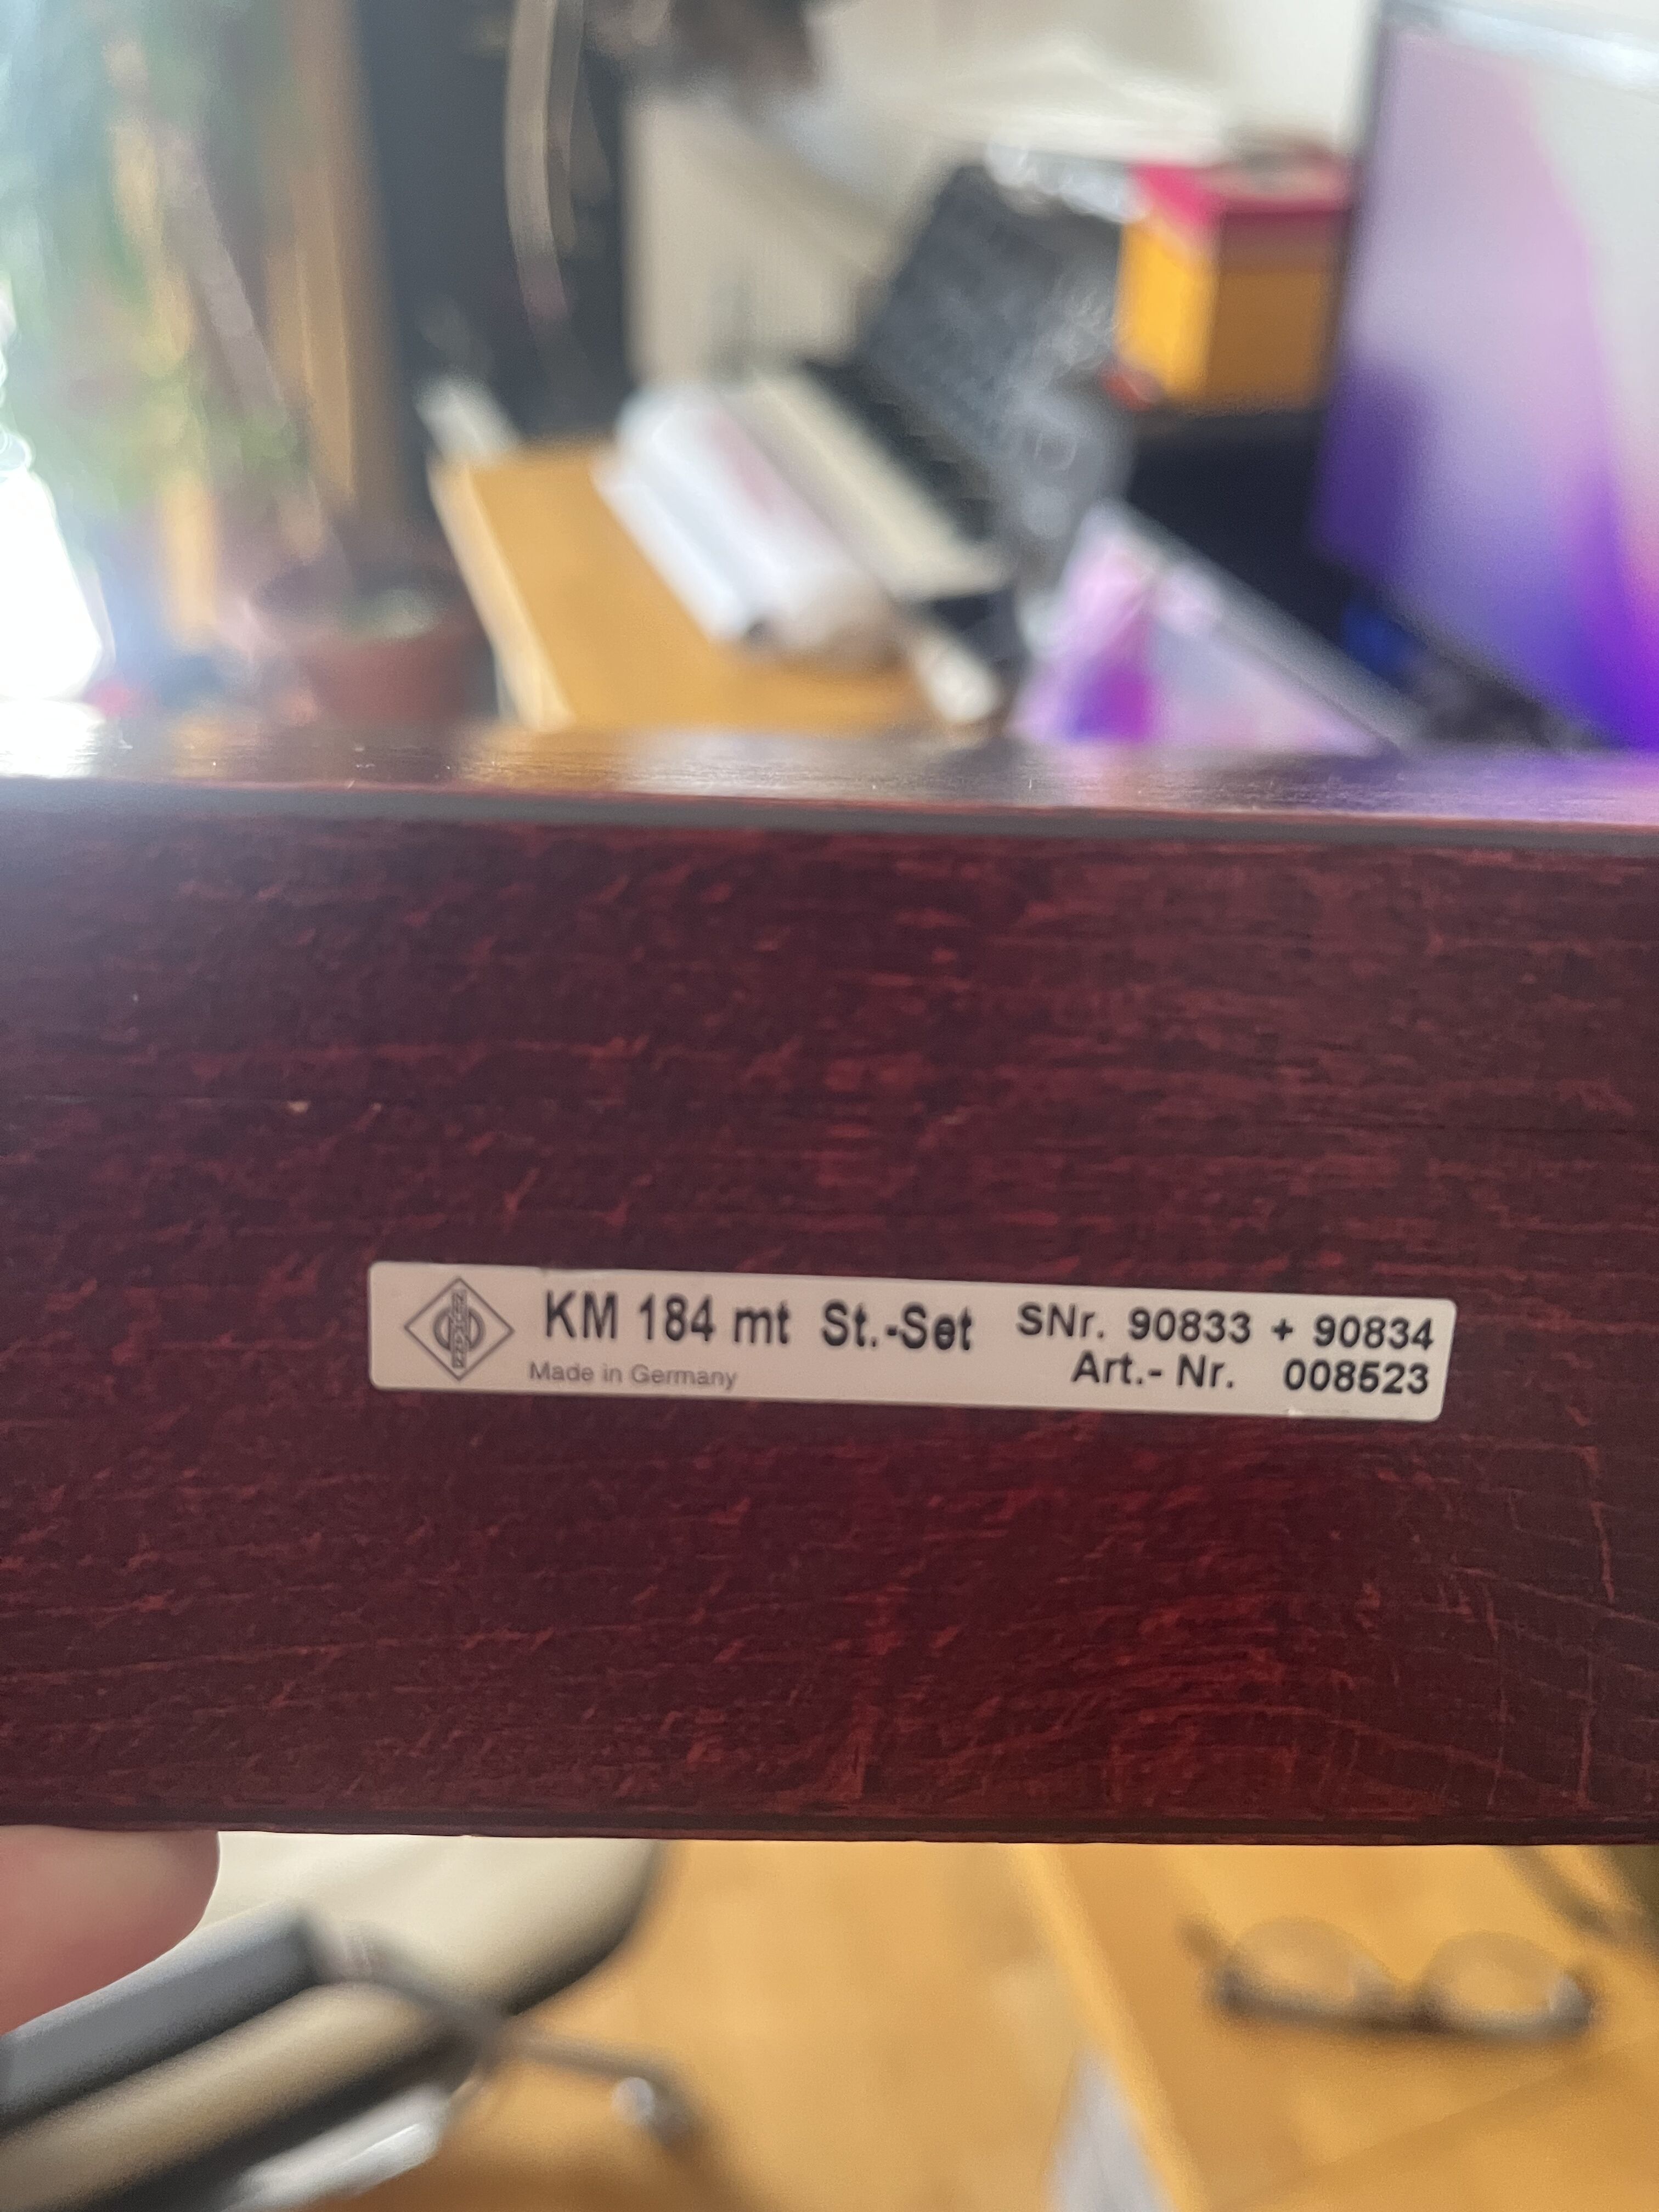 KM 184 mt St.-Set SNr. 90833 + 90834
Made in Germany Art.- Nr. 008523